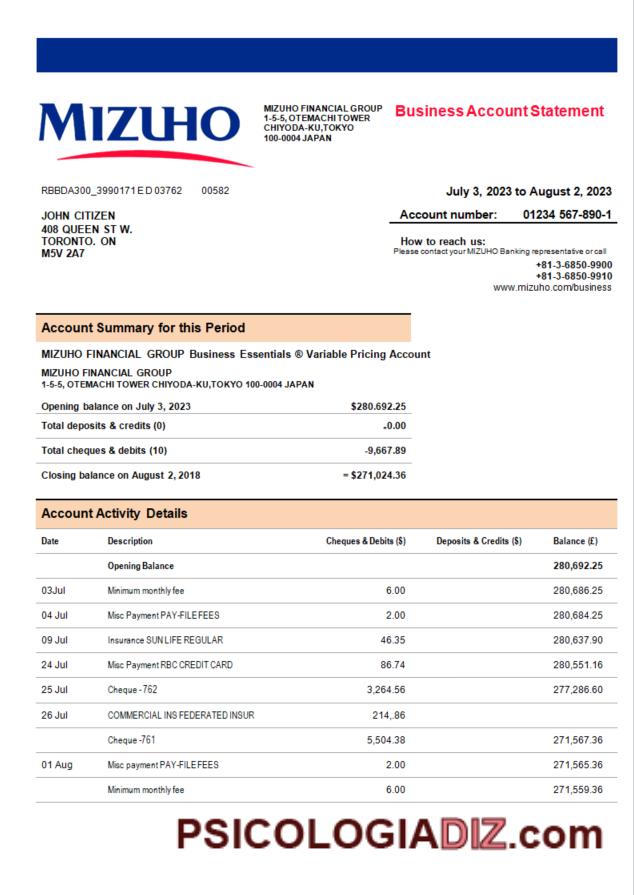 MIZUHO
MIZUHO FINANCIAL GROUP
1-5-5, OTEMACHI TOWER
CHIYODA-KU,TOKYO
100-0004 JAPAN
Business Account Statement
RBBDA300_3990171 E D 03762 00582
July 3, 2023 to August 2, 2023
JOHN CITIZEN
408 QUEEN ST W.
TORONTO. ON
M5V 2A7
Account number: 01234 567-890-1
How to reach us:
Please contact your MIZUHO Banking representative or call
+81-3-6850-9900
+81-3-6850-9910
www.mizuho.com/business
Account Summary for this Period
MIZUHO FINANCIAL GROUP Business Essentials ® Variable Pricing Account
MIZUHO FINANCIAL GROUP
1-5-5, OTEMACHI TOWER CHIYODA-KU,TOKYO 100-0004 JAPAN
Opening balance on July 3, 2023 $280.692.25
Total deposits & credits (0) -0.00
Total cheques & debits (10) -9,667.89
Closing balance on August 2, 2018 = $271,024.36
Account Activity Details
Date Description Cheques & Debits ($) Deposits & Credits ($) Balance (£)
Opening Balance 280,692.25
03Jul Minimum monthly fee 6.00 280,686.25
04 Jul Misc Payment PAY-FILE FEES 2.00 280,684.25
09 Jul Insurance SUN LIFE REGULAR 46.35 280,637.90
24 Jul Misc Payment RBC CREDIT CARD 86.74 280,551.16
25 Jul Cheque -762 3,264.56 277,286.60
26 Jul COMMERCIAL INS FEDERATED INSUR 214,.86
Cheque -761 5,504.38 271,567.36
01 Aug Misc payment PAY-FILE FEES 2.00 271,565.36
Minimum monthly fee 6.00 271,559.36
PSICOLOGIADIZ.com